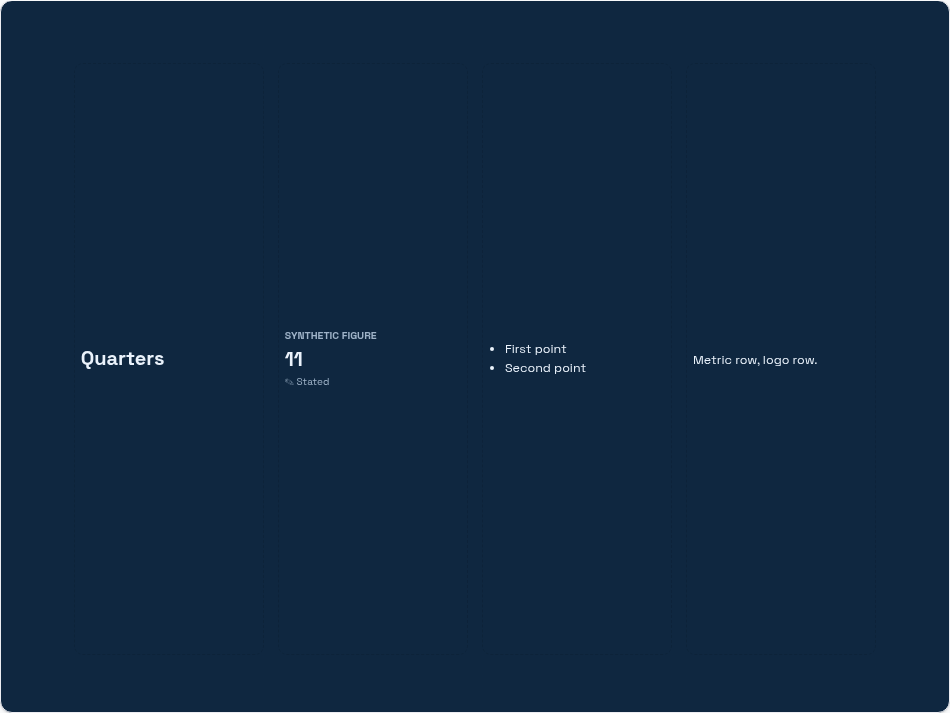 Quarters
SYNTHETIC FIGURE
11
✎ Stated
• First point
• Second point
Metric row, logo row.